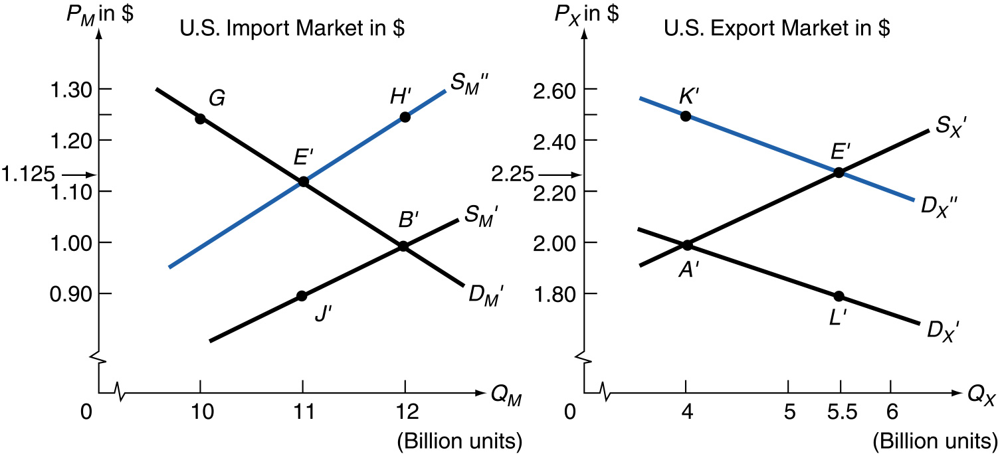 P_M in $
U.S. Import Market in $
1.30
1.20
1.125
1.10
1.00
0.90
0
G
H'
S_M"
E'
B'
S_M'
J'
D_M'
10 11 12
Q_M
(Billion units)
P_X in $
U.S. Export Market in $
2.60
2.40
2.25
2.20
2.00
1.80
0
K'
S_X'
E'
D_X"
A'
L'
D_X'
4 5 5.5 6
Q_X
(Billion units)